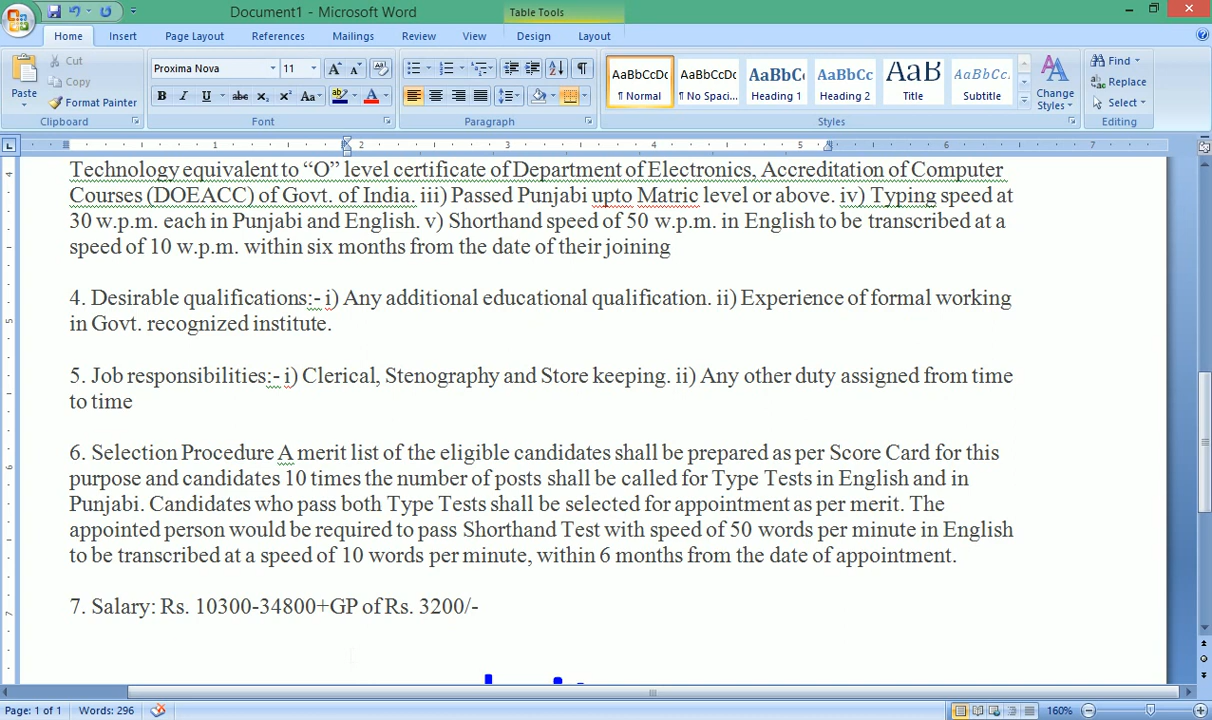 Document1 - Microsoft Word
Table Tools
Home
Insert
Page Layout
References
Mailings
Review
View
Design
Layout
Paste
Cut
Copy
Format Painter
Clipboard
Proxima Nova
11
Font
Paragraph
AaBbCcDc
¶ Normal
AaBbCcDc
¶ No Spaci...
AaBbC
Heading 1
AaBbCc
Heading 2
AaB
Title
AaBbCc.
Subtitle
Change
Styles
Styles
Find
Replace
Select
Editing
Technology equivalent to “O” level certificate of Department of Electronics, Accreditation of Computer
Courses (DOEACC) of Govt. of India. iii) Passed Punjabi upto Matric level or above. iv) Typing speed at
30 w.p.m. each in Punjabi and English. v) Shorthand speed of 50 w.p.m. in English to be transcribed at a
speed of 10 w.p.m. within six months from the date of their joining
4. Desirable qualifications:- i) Any additional educational qualification. ii) Experience of formal working
in Govt. recognized institute.
5. Job responsibilities:- i) Clerical, Stenography and Store keeping. ii) Any other duty assigned from time
to time
6. Selection Procedure A merit list of the eligible candidates shall be prepared as per Score Card for this
purpose and candidates 10 times the number of posts shall be called for Type Tests in English and in
Punjabi. Candidates who pass both Type Tests shall be selected for appointment as per merit. The
appointed person would be required to pass Shorthand Test with speed of 50 words per minute in English
to be transcribed at a speed of 10 words per minute, within 6 months from the date of appointment.
7. Salary: Rs. 10300-34800+GP of Rs. 3200/-
Page: 1 of 1
Words: 296
160%